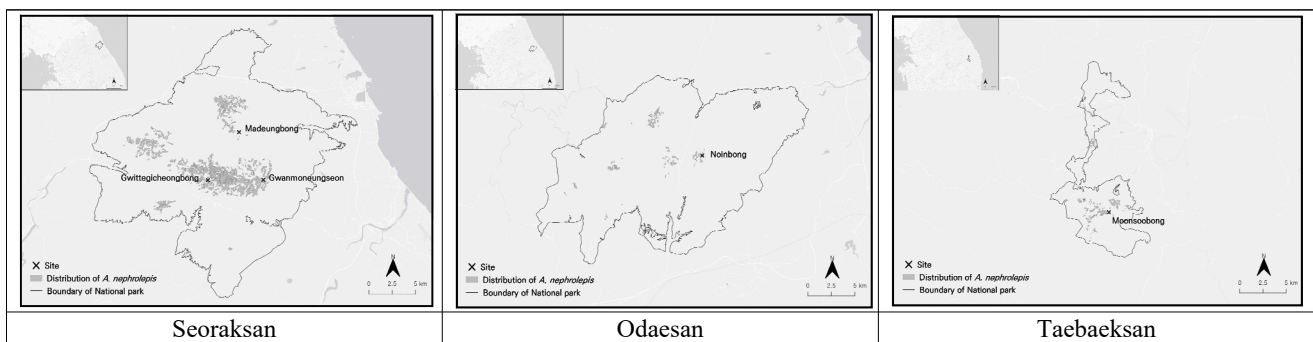 Madeungbong
Gwittegicheongbong
Gwanmoneungseon
Site
Distribution of A. nephrolepis
Boundary of National park
N
0 2.5 5 km
Seoraksan
Noinbong
Site
Distribution of A. nephrolepis
Boundary of National park
N
0 2.5 5 km
Odaesan
Moonsoobong
Site
Distribution of A. nephrolepis
Boundary of National park
N
0 2.5 5 km
Taebaeksan